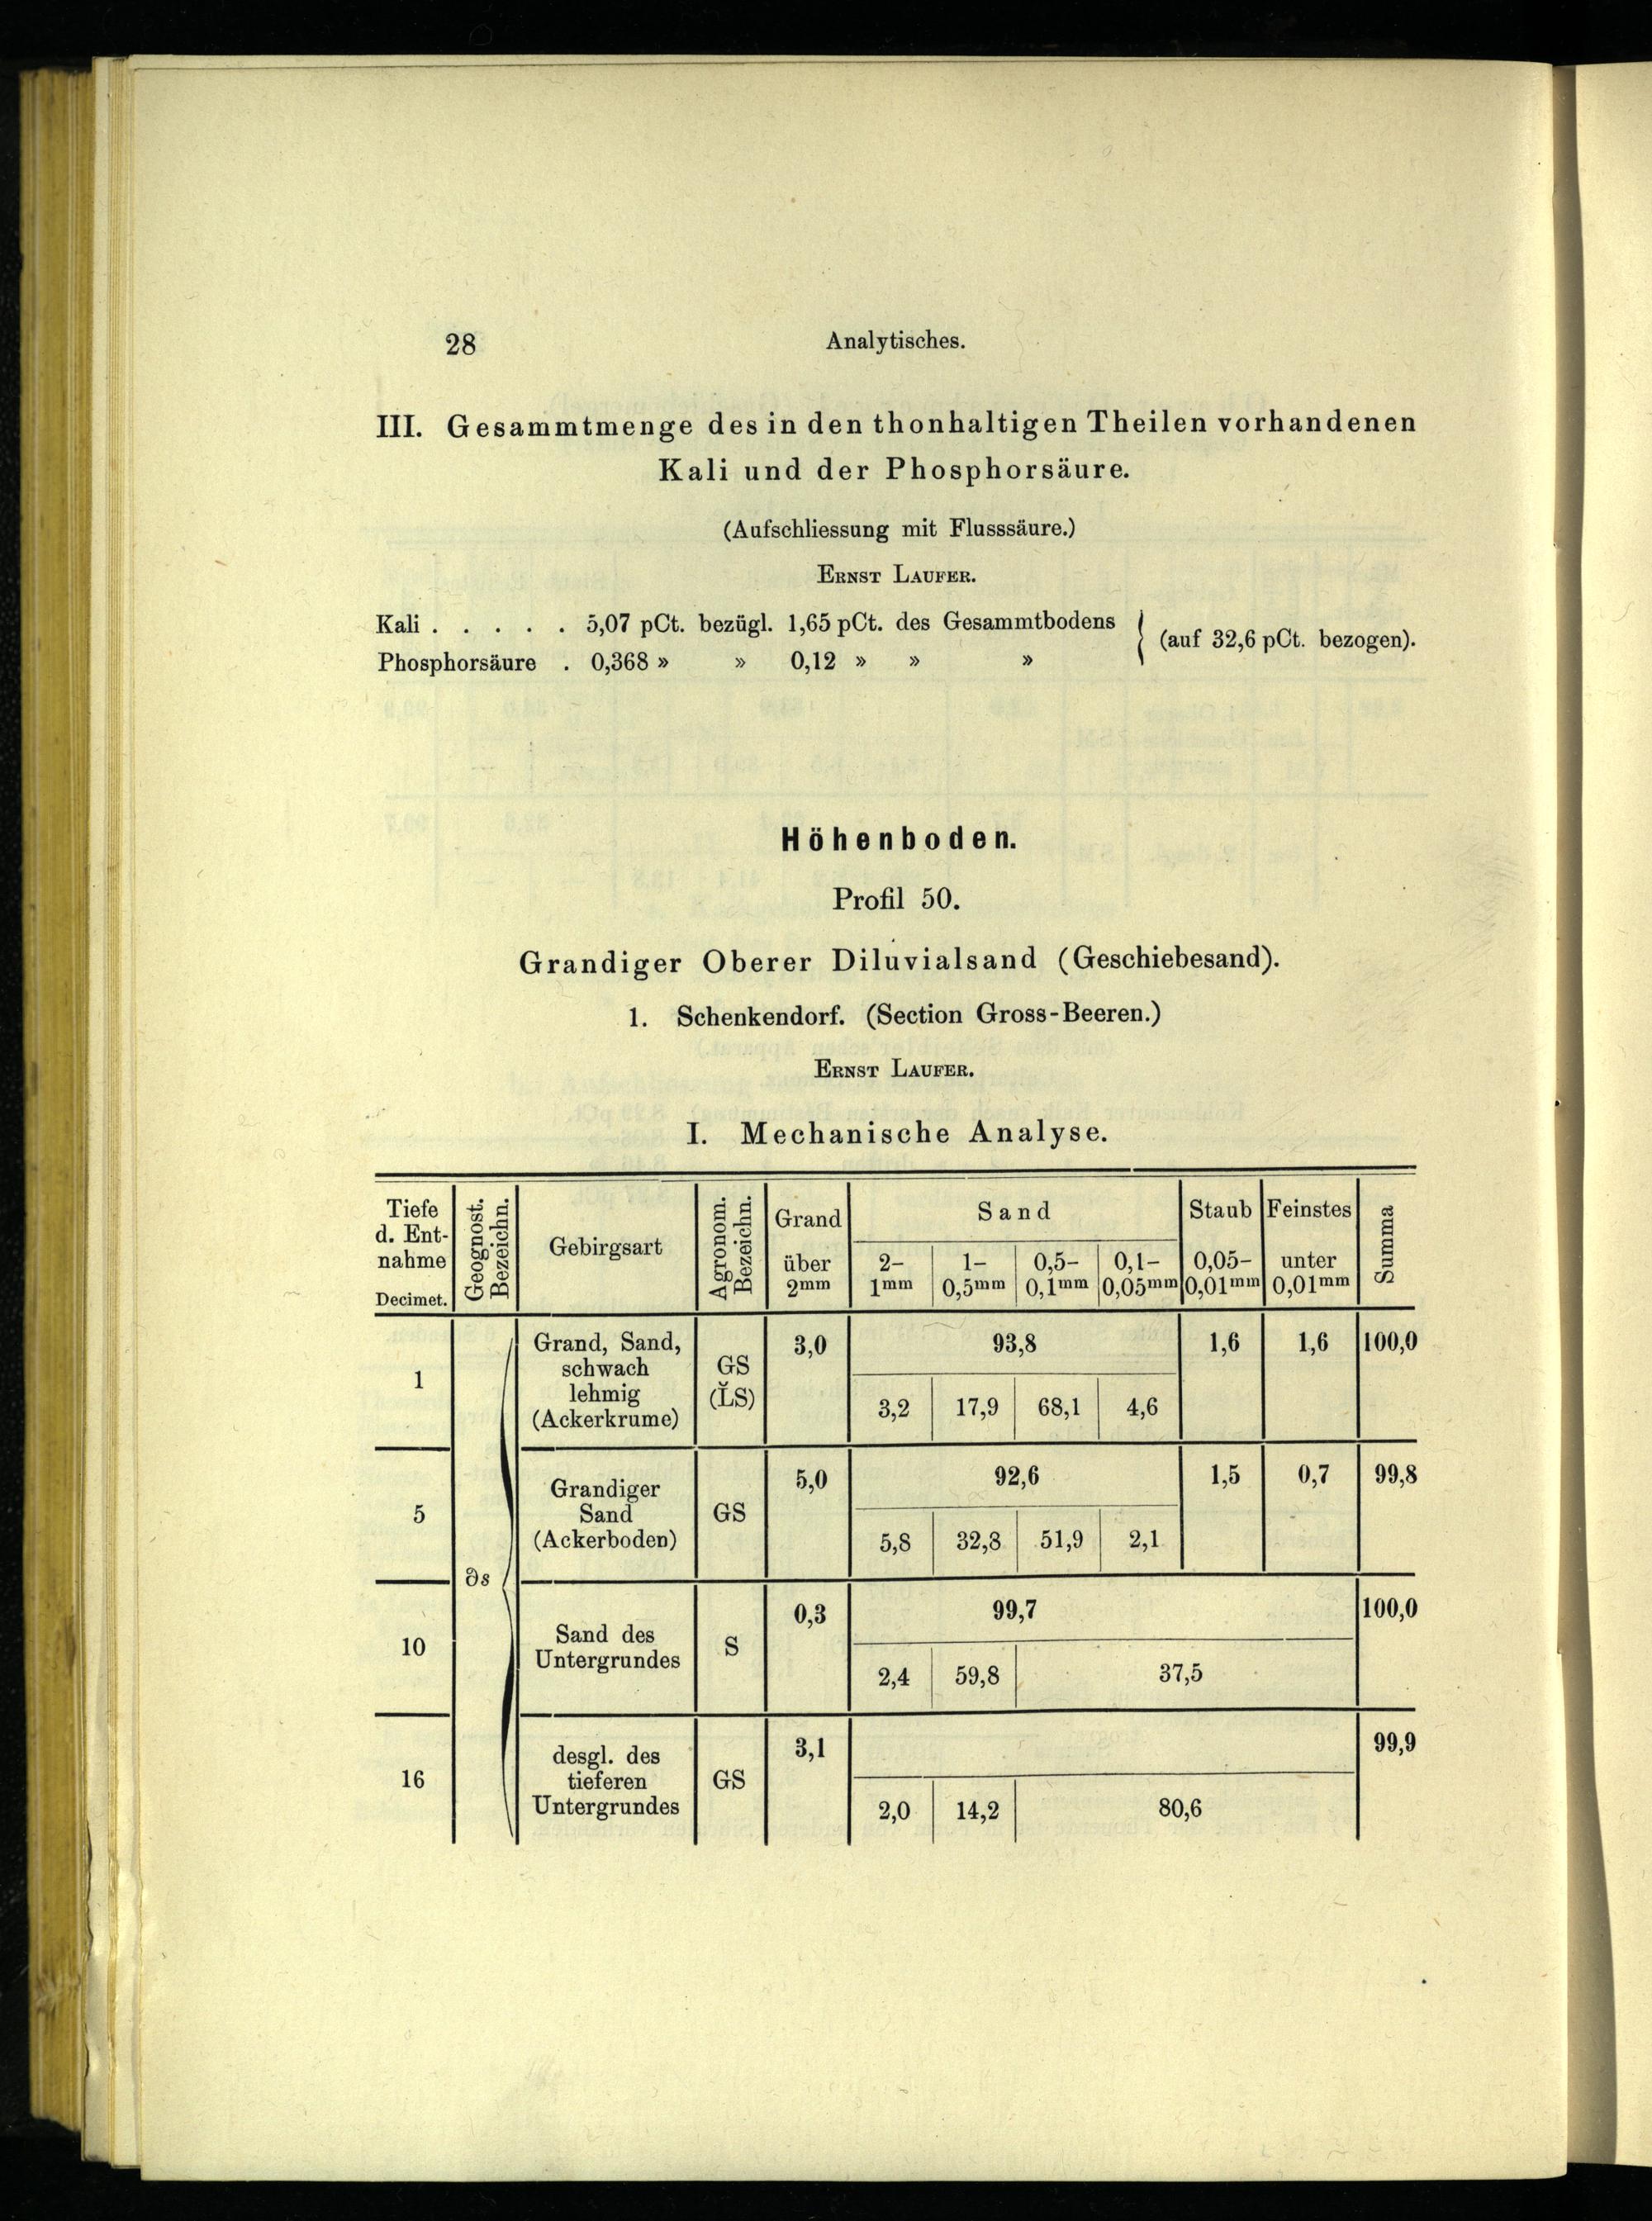 28 Analytisches.
III. Gesammtmenge des in den thonhaltigen Theilen vorhandenen
Kali und der Phosphorsäure.
(Aufschliessung mit Flusssäure.)
Ernst Laufer.
Kali . . . . . 5,07 pCt. bezügl. 1,65 pCt. des Gesammtbodens
Phosphorsäure . 0,368 » » 0,12 » » »
(auf 32,6 pCt. bezogen).
Höhenboden.
Profil 50.
Grandiger Oberer Diluvialsand (Geschiebesand).
1. Schenkendorf. (Section Gross-Beeren.)
Ernst Laufer.
I. Mechanische Analyse.
Tiefe
d. Ent-
nahme
Decimet.
Geognost.
Bezeichn.
Gebirgsart
Agronom.
Bezeichn.
Grand
über
2mm
Sand
2-
1mm
1-
0,5mm
0,5-
0,1mm
0,1-
0,05mm
Staub
0,05-
0,01mm
Feinstes
unter
0,01mm
Summa
1
Grand, Sand,
schwach
lehmig
(Ackerkrume)
GS
(L̆S)
3,0
93,8
1,6
1,6
100,0
3,2 17,9 68,1 4,6
5
Grandiger
Sand
(Ackerboden)
GS
5,0
92,6
1,5
0,7
99,8
5,8 32,8 51,9 2,1
∂s
10
Sand des
Untergrundes
S
0,3
99,7
100,0
2,4 59,8 37,5
16
desgl. des
tieferen
Untergrundes
GS
3,1
99,9
2,0 14,2 80,6